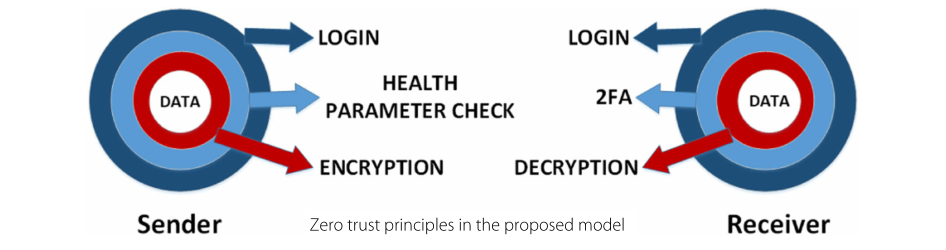 LOGIN
LOGIN
HEALTH
PARAMETER CHECK
2FA
DATA
DATA
ENCRYPTION
DECRYPTION
Sender
Zero trust principles in the proposed model
Receiver